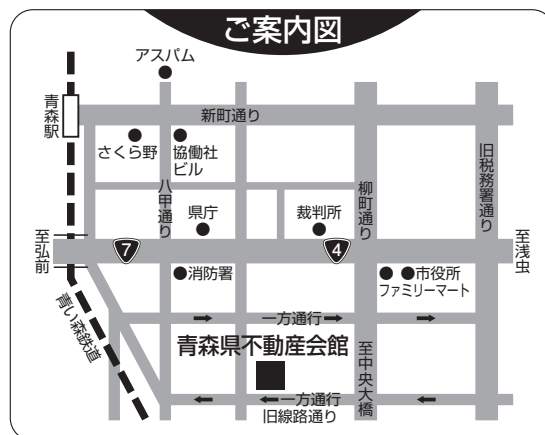 ご案内図
アスパム
青森駅
新町通り
さくら野
協働社
ビル
旧税務署通り
八甲通り
柳町通り
県庁
裁判所
至弘前
7
4
至浅虫
消防署
市役所
ファミリーマート
青い森鉄道
一方通行
青森県不動産会館
至中央大橋
一方通行
旧線路通り